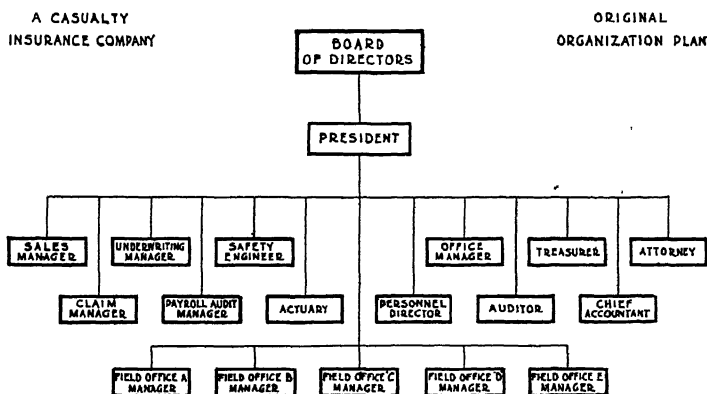 A CASUALTY
INSURANCE COMPANY
ORIGINAL
ORGANIZATION PLAN
BOARD
OF DIRECTORS
PRESIDENT
SALES
MANAGER
UNDERWRITING
MANAGER
SAFETY
ENGINEER
OFFICE
MANAGER
TREASURER
ATTORNEY
CLAIM
MANAGER
PAYROLL AUDIT
MANAGER
ACTUARY
PERSONNEL
DIRECTOR
AUDITOR
CHIEF
ACCOUNTANT
FIELD OFFICE A
MANAGER
FIELD OFFICE B
MANAGER
FIELD OFFICE C
MANAGER
FIELD OFFICE D
MANAGER
FIELD OFFICE E
MANAGER